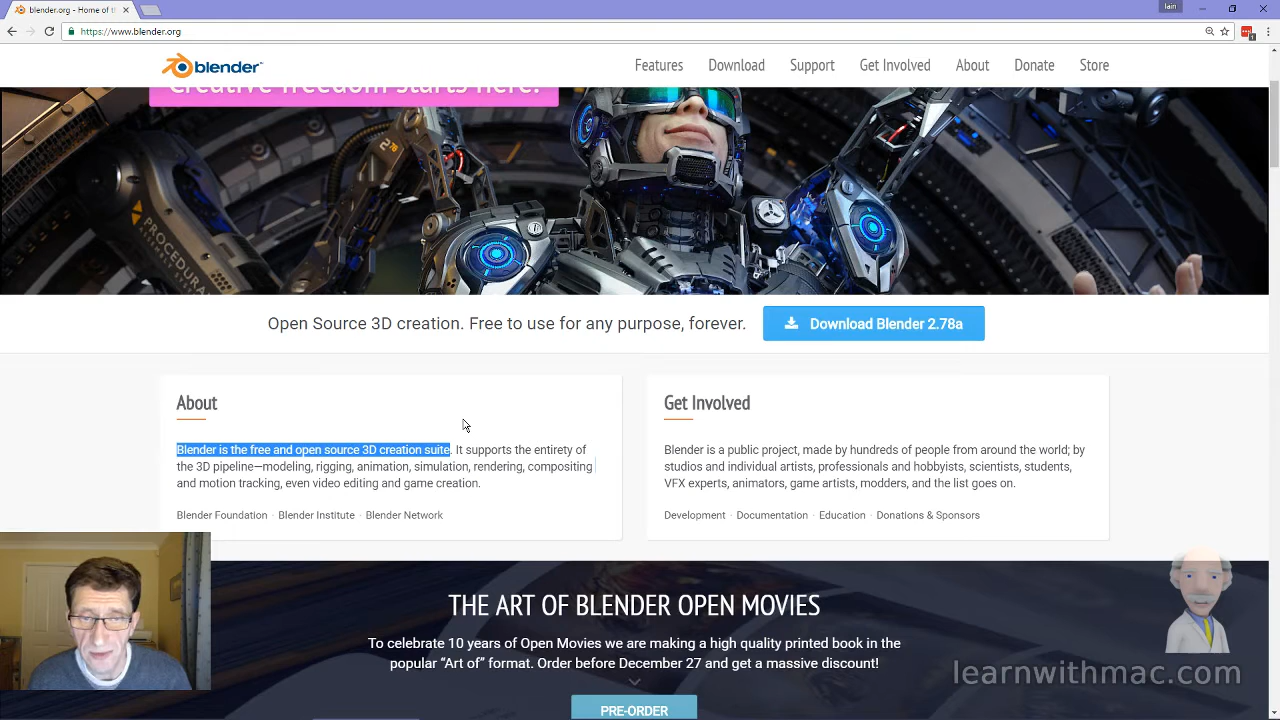 blender.org - Home of t
Iain
https://www.blender.org
blender
Features Download Support Get Involved About Donate Store
Creative freedom starts here!
2.78
PROCEDURAL
Open Source 3D creation. Free to use for any purpose, forever.
Download Blender 2.78a
About
Blender is the free and open source 3D creation suite. It supports the entirety of
the 3D pipeline—modeling, rigging, animation, simulation, rendering, compositing
and motion tracking, even video editing and game creation.
Blender Foundation · Blender Institute · Blender Network
Get Involved
Blender is a public project, made by hundreds of people from around the world; by
studios and individual artists, professionals and hobbyists, scientists, students,
VFX experts, animators, game artists, modders, and the list goes on.
Development · Documentation · Education · Donations & Sponsors
THE ART OF BLENDER OPEN MOVIES
To celebrate 10 years of Open Movies we are making a high quality printed book in the
popular “Art of” format. Order before December 27 and get a massive discount!
PRE-ORDER
learnwithmac.com